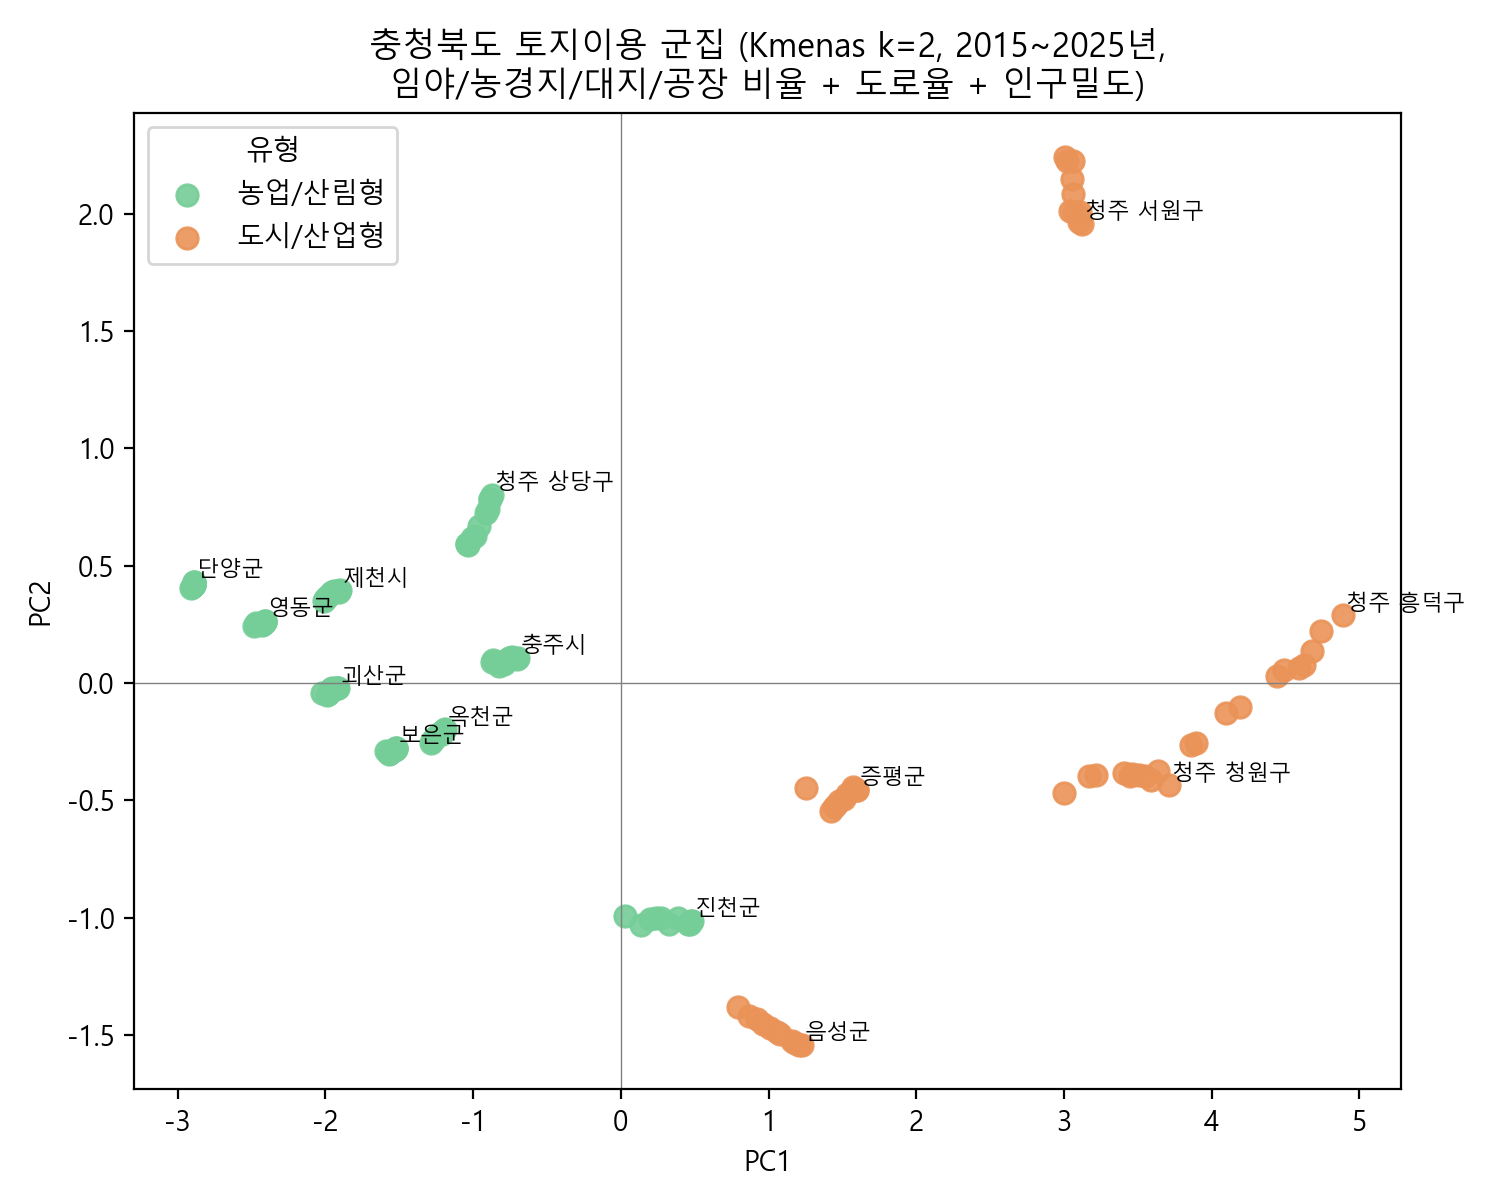 충청북도 토지이용 군집 (Kmenas k=2, 2015~2025년,
임야/농경지/대지/공장 비율 + 도로율 + 인구밀도)
유형
농업/산림형
도시/산업형
청주 서원구
청주 상당구
단양군
제천시
영동군
청주 흥덕구
충주시
괴산군
옥천군
보은군
증평군
청주 청원구
진천군
음성군
2.0
1.5
1.0
0.5
0.0
-0.5
-1.0
-1.5
PC2
-3
-2
-1
0
1
2
3
4
5
PC1